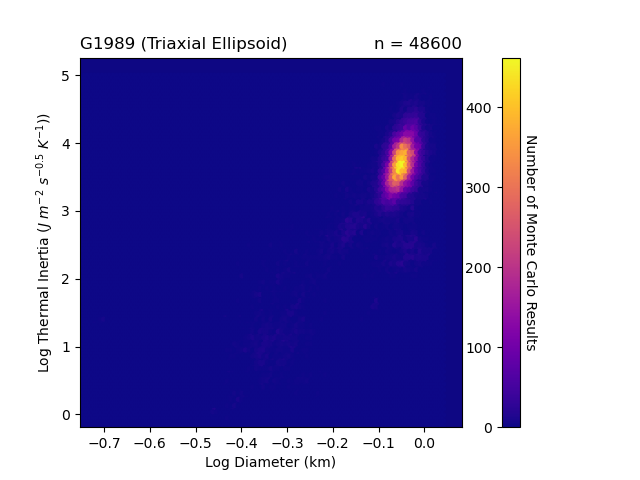 G1989 (Triaxial Ellipsoid) n = 48600
5
4
3
2
1
0
Log Thermal Inertia (J m⁻² s⁻⁰·⁵ K⁻¹))
−0.7 −0.6 −0.5 −0.4 −0.3 −0.2 −0.1 0.0
Log Diameter (km)
400
300
200
100
0
Number of Monte Carlo Results